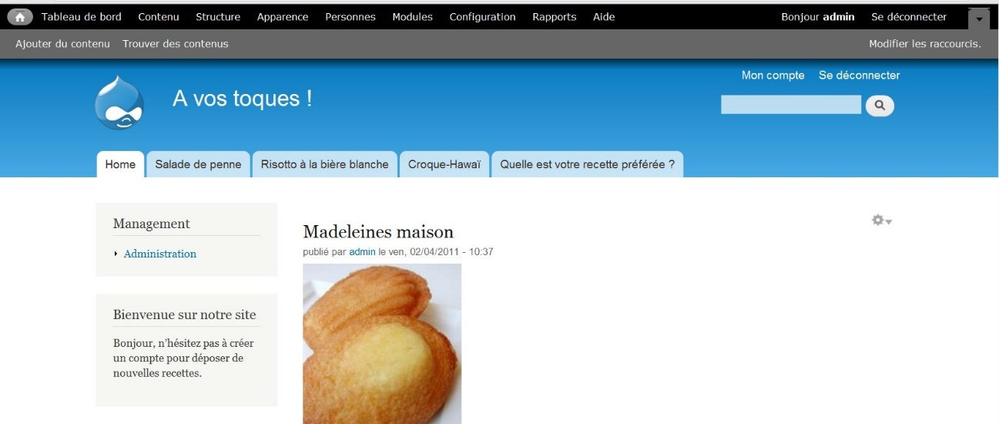 Tableau de bord Contenu Structure Apparence Personnes Modules Configuration Rapports Aide Bonjour admin Se déconnecter
Ajouter du contenu Trouver des contenus Modifier les raccourcis.
Mon compte Se déconnecter
A vos toques !
Home Salade de penne Risotto à la bière blanche Croque-Hawaï Quelle est votre recette préférée ?
Management
Administration
Bienvenue sur notre site
Bonjour, n’hésitez pas à créer
un compte pour déposer de
nouvelles recettes.
Madeleines maison
publié par admin le ven, 02/04/2011 - 10:37